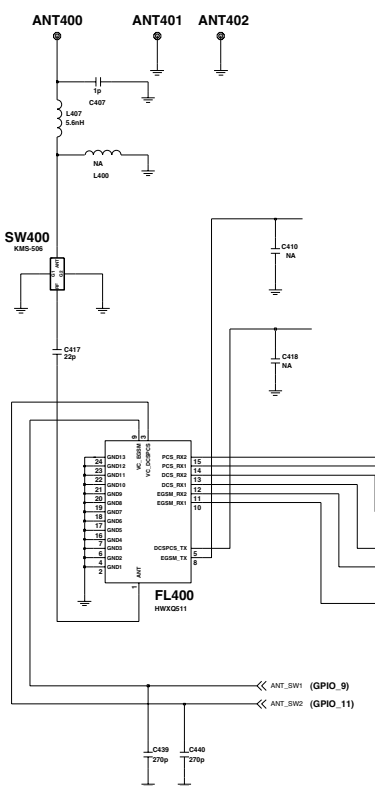 ANT400 ANT401 ANT402
1p
C407
L407
5.6nH
NA
L400
SW400
KMS-506
G1 ANT G2
RF
C410
NA
C417
22p
C418
NA
9 3
VC_EGSM
VC_DCSPCS
GND13 PCS_RX2
24 15
GND12 PCS_RX1
23 14
GND11 DCS_RX2
22 13
GND10 DCS_RX1
21 12
GND9 EGSM_RX2
20 11
GND8 EGSM_RX1
19 10
GND7
18
GND6
17
GND5
16
GND4
7
GND3 DCSPCS_TX
6 5
GND2 EGSM_TX
4 8
GND1
2
ANT
1
FL400
HWXQ511
ANT_SW1 (GPIO_9)
ANT_SW2 (GPIO_11)
C439 C440
270p 270p